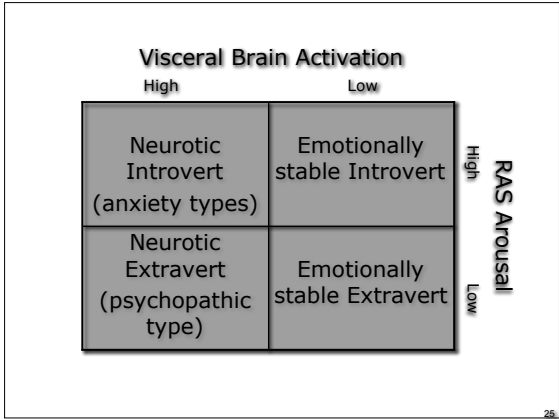 Visceral Brain Activation
High Low
Neurotic
Introvert
(anxiety types)
Emotionally
stable Introvert
High
RAS Arousal
Neurotic
Extravert
(psychopathic
type)
Emotionally
stable Extravert
Low
25